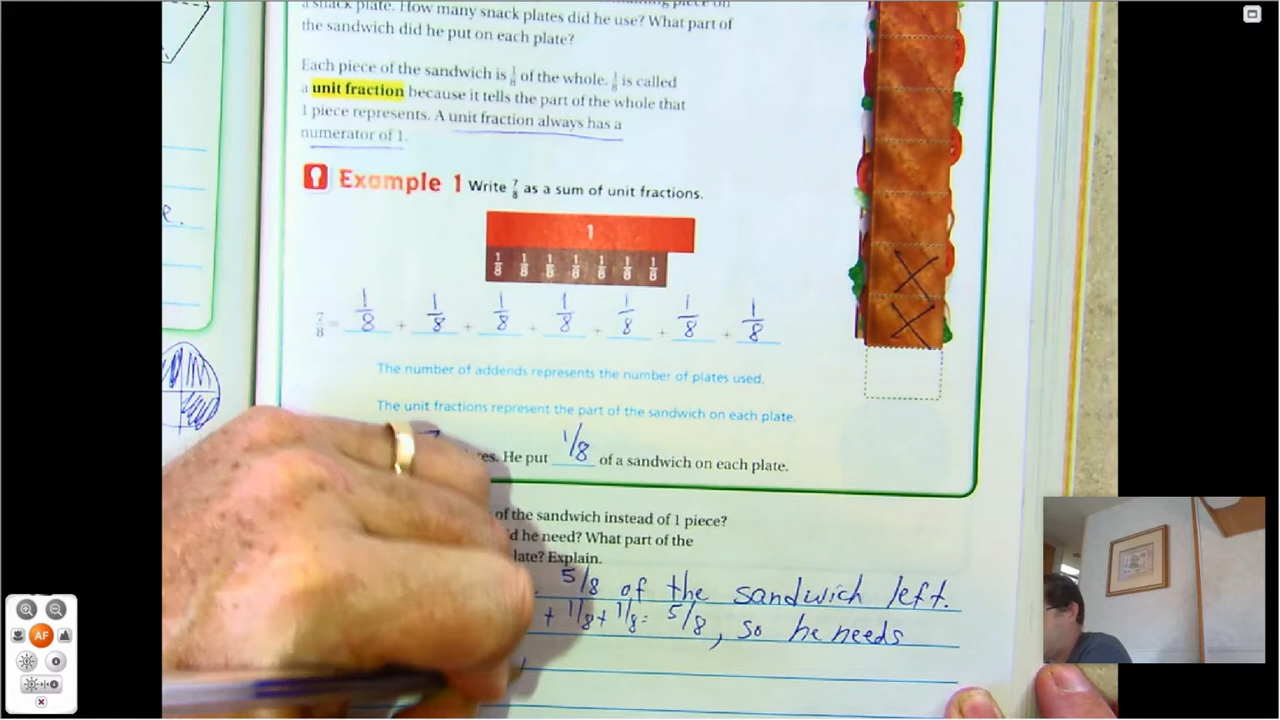 a snack plate. How many snack plates did he use? What part of
the sandwich did he put on each plate?
Each piece of the sandwich is 1/8 of the whole. 1/8 is called
a unit fraction because it tells the part of the whole that
1 piece represents. A unit fraction always has a
numerator of 1.
Example 1 Write 7/8 as a sum of unit fractions.
1
1/8 1/8 1/8 1/8 1/8 1/8 1/8
7/8 = 1/8 + 1/8 + 1/8 + 1/8 + 1/8 + 1/8 + 1/8
The number of addends represents the number of plates used.
The unit fractions represent the part of the sandwich on each plate.
He put 1/8 of a sandwich on each plate.
of the sandwich instead of 1 piece?
he need? What part of the
Explain.
5/8 of the sandwich left.
+ 1/8 + 1/8 = 5/8, so he needs
AF